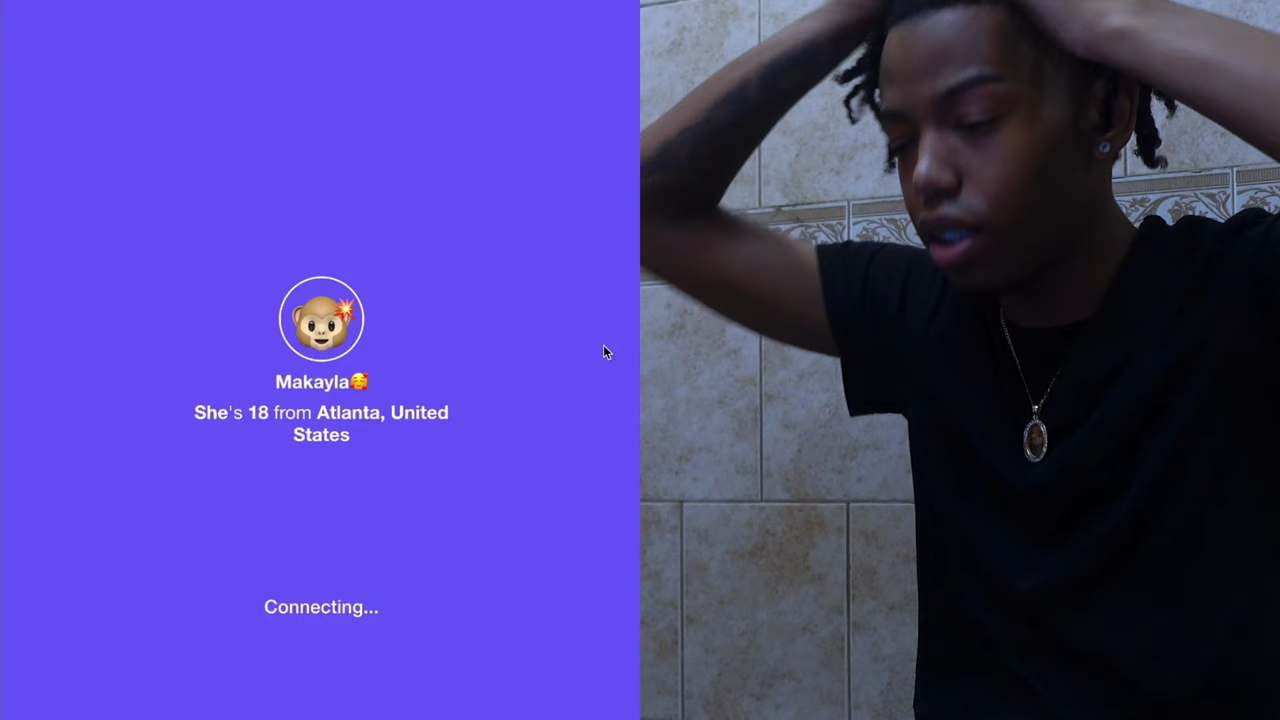 Makayla🥰
She's 18 from Atlanta, United
States
Connecting...